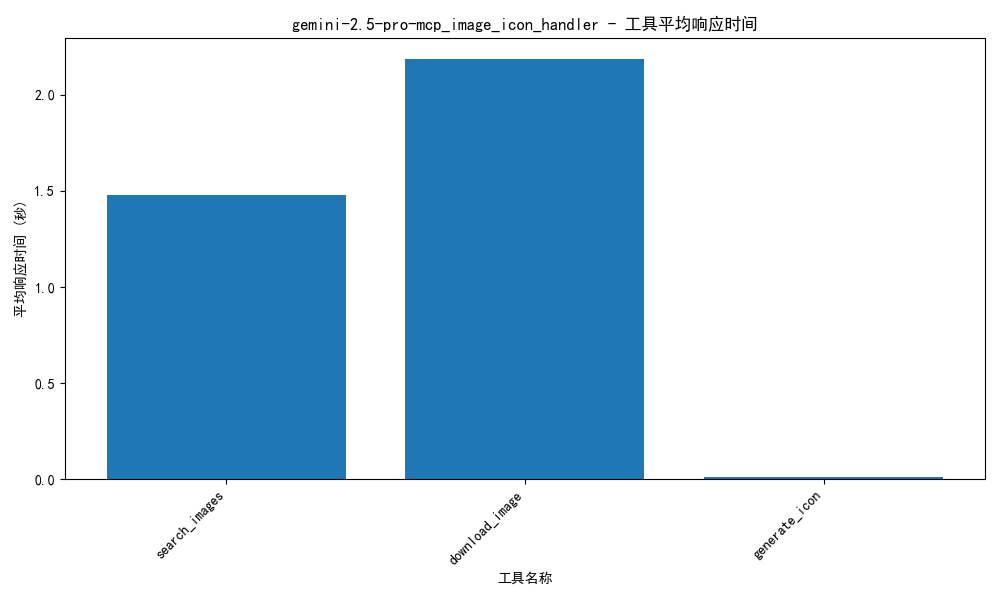 gemini-2.5-pro-mcp_image_icon_handler - 工具平均响应时间
平均响应时间 (秒)
2.0
1.5
1.0
0.5
0.0
search_images
download_image
generate_icon
工具名称